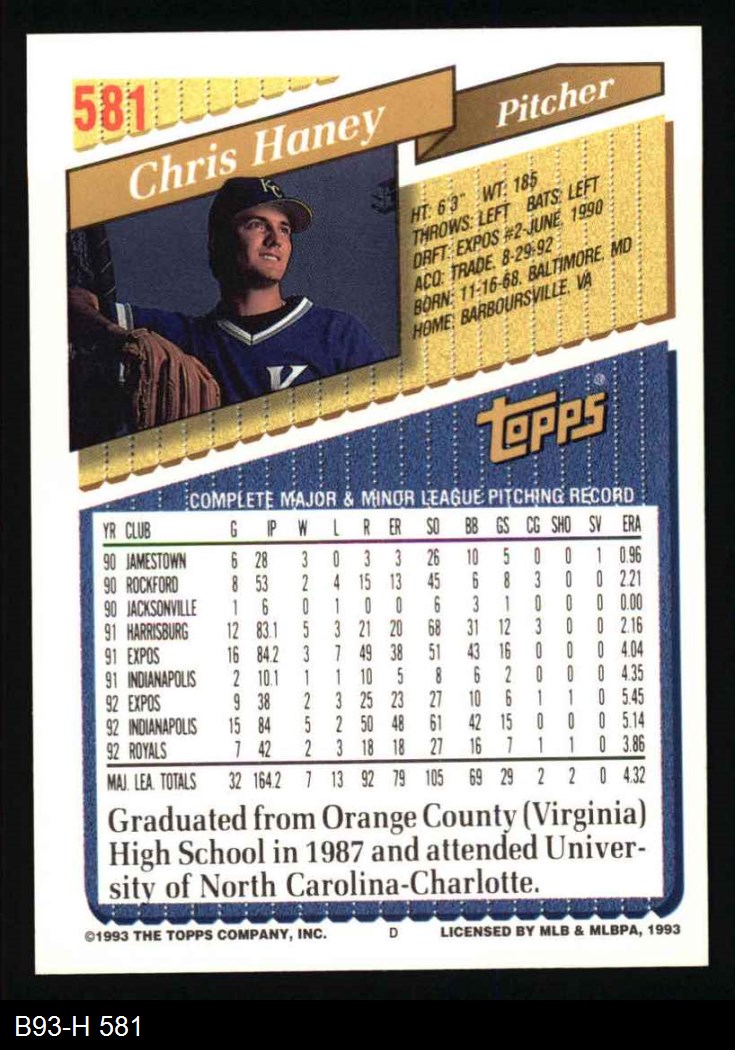 581
Chris Haney
Pitcher
KC
K
HT: 6'3" WT: 185
THROWS: LEFT BATS: LEFT
DRFT: EXPOS #2-JUNE, 1990
ACQ: TRADE, 8-29-92
BORN: 11-16-68, BALTIMORE, MD
HOME: BARBOURSVILLE, VA
TOPPS®
COMPLETE MAJOR & MINOR LEAGUE PITCHING RECORD
YR CLUB G IP W L R ER SO BB GS CG SHO SV ERA
90 JAMESTOWN 6 28 3 0 3 3 26 10 5 0 0 1 0.96
90 ROCKFORD 8 53 2 4 15 13 45 6 8 3 0 0 2.21
90 JACKSONVILLE 1 6 0 1 0 0 6 3 1 0 0 0 0.00
91 HARRISBURG 12 83.1 5 3 21 20 68 31 12 3 0 0 2.16
91 EXPOS 16 84.2 3 7 49 38 51 43 16 0 0 0 4.04
91 INDIANAPOLIS 2 10.1 1 1 10 5 8 6 2 0 0 0 4.35
92 EXPOS 9 38 2 3 25 23 27 10 6 1 1 0 5.45
92 INDIANAPOLIS 15 84 5 2 50 48 61 42 15 0 0 0 5.14
92 ROYALS 7 42 2 3 18 18 27 16 7 1 1 0 3.86
MAJ. LEA. TOTALS 32 164.2 7 13 92 79 105 69 29 2 2 0 4.32
Graduated from Orange County (Virginia)
High School in 1987 and attended Univer-
sity of North Carolina-Charlotte.
©1993 THE TOPPS COMPANY, INC. D LICENSED BY MLB & MLBPA, 1993
B93-H 581